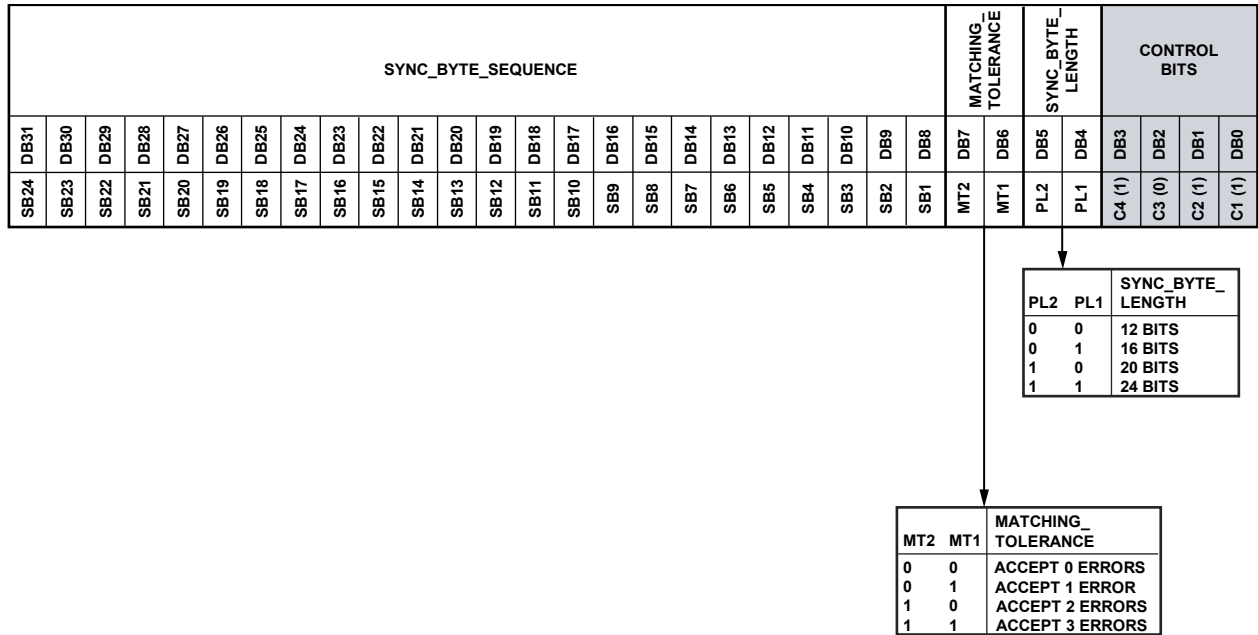 SYNC_BYTE_SEQUENCE
MATCHING_
TOLERANCE
SYNC_BYTE_
LENGTH
CONTROL
BITS
DB31 DB30 DB29 DB28 DB27 DB26 DB25 DB24 DB23 DB22 DB21 DB20 DB19 DB18 DB17 DB16 DB15 DB14 DB13 DB12 DB11 DB10 DB9 DB8 DB7 DB6 DB5 DB4 DB3 DB2 DB1 DB0
SB24 SB23 SB22 SB21 SB20 SB19 SB18 SB17 SB16 SB15 SB14 SB13 SB12 SB11 SB10 SB9 SB8 SB7 SB6 SB5 SB4 SB3 SB2 SB1 MT2 MT1 PL2 PL1 C4 (1) C3 (0) C2 (1) C1 (1)
SYNC_BYTE_
PL2 PL1 LENGTH
0 0 12 BITS
0 1 16 BITS
1 0 20 BITS
1 1 24 BITS
MATCHING_
MT2 MT1 TOLERANCE
0 0 ACCEPT 0 ERRORS
0 1 ACCEPT 1 ERROR
1 0 ACCEPT 2 ERRORS
1 1 ACCEPT 3 ERRORS